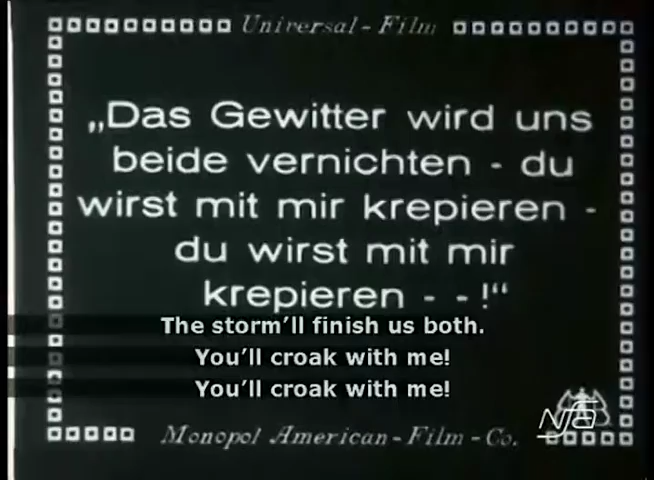 Universal-Film
„Das Gewitter wird uns
beide vernichten - du
wirst mit mir krepieren -
du wirst mit mir
krepieren - - !“
The storm'll finish us both.
You'll croak with me!
You'll croak with me!
Monopol American-Film-Co.